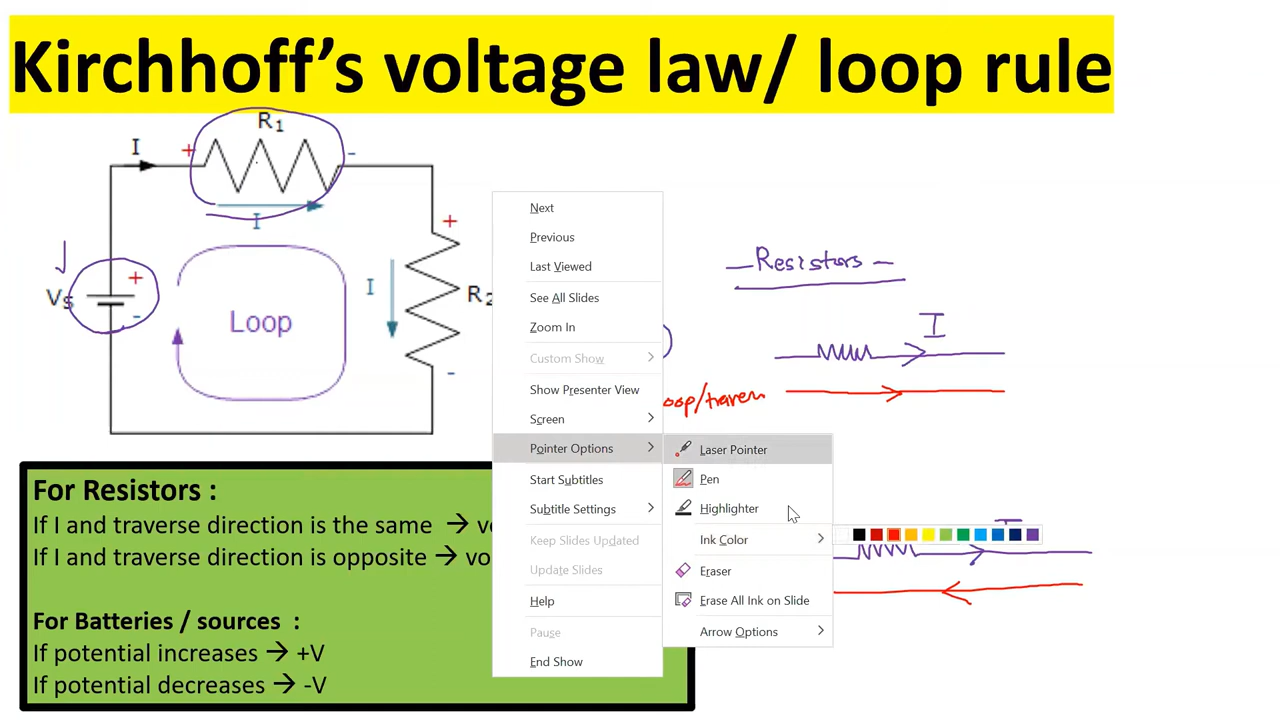 Kirchhoff's voltage law/ loop rule
R1
I
+
-
I
+
Vs
+
-
Loop
I
R2
-
Resistors
I
oop/travers
For Resistors :
If I and traverse direction is the same → vo
If I and traverse direction is opposite → vo
For Batteries / sources :
If potential increases → +V
If potential decreases → -V
Next
Previous
Last Viewed
See All Slides
Zoom In
Custom Show
Show Presenter View
Screen
Pointer Options
Start Subtitles
Subtitle Settings
Keep Slides Updated
Update Slides
Help
Pause
End Show
Laser Pointer
Pen
Highlighter
Ink Color
Eraser
Erase All Ink on Slide
Arrow Options